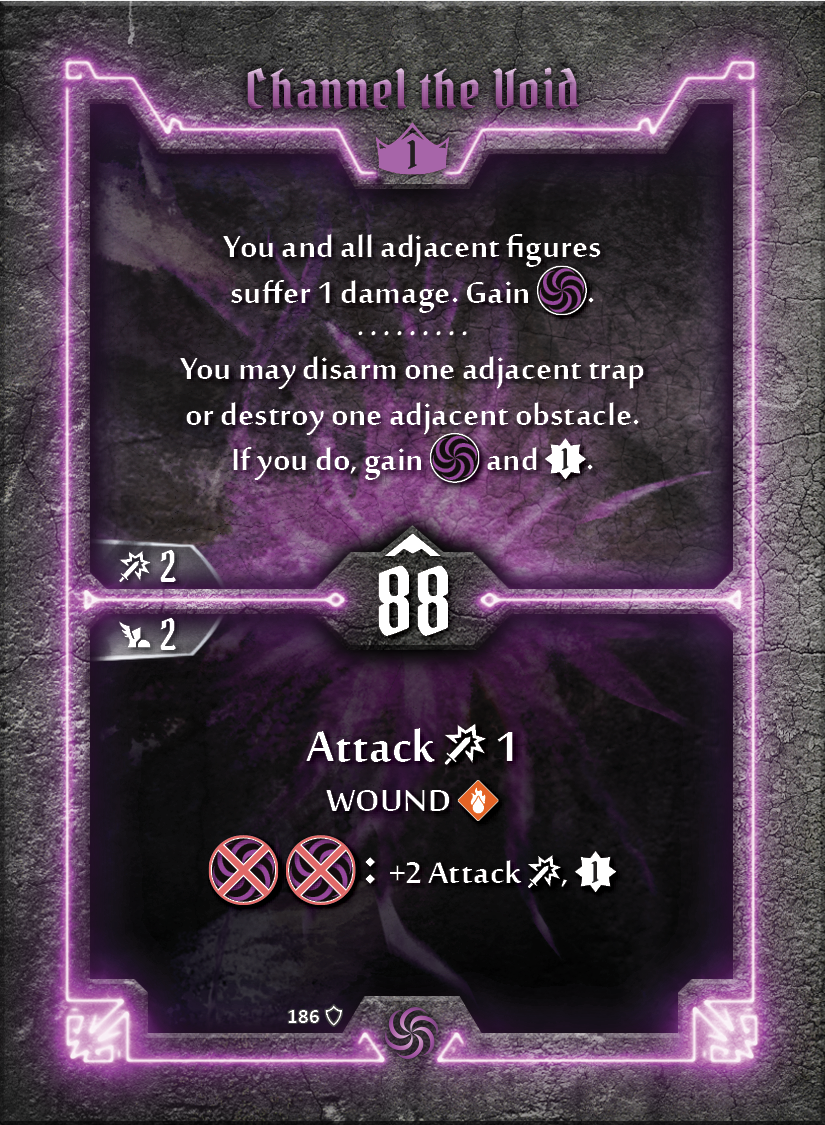 Channel the Void
1
You and all adjacent figures
suffer 1 damage. Gain .
.........
You may disarm one adjacent trap
or destroy one adjacent obstacle.
If you do, gain and 1.
2
88
2
Attack 1
WOUND
: +2 Attack , 1
186